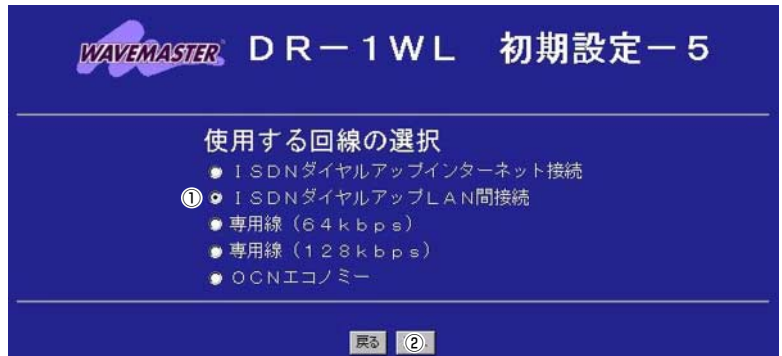 WAVEMASTER DR－1WL　初期設定－5
使用する回線の選択
ISDNダイヤルアップインターネット接続
① ISDNダイヤルアップLAN間接続
専用線（64kbps）
専用線（128kbps）
OCNエコノミー
戻る ②